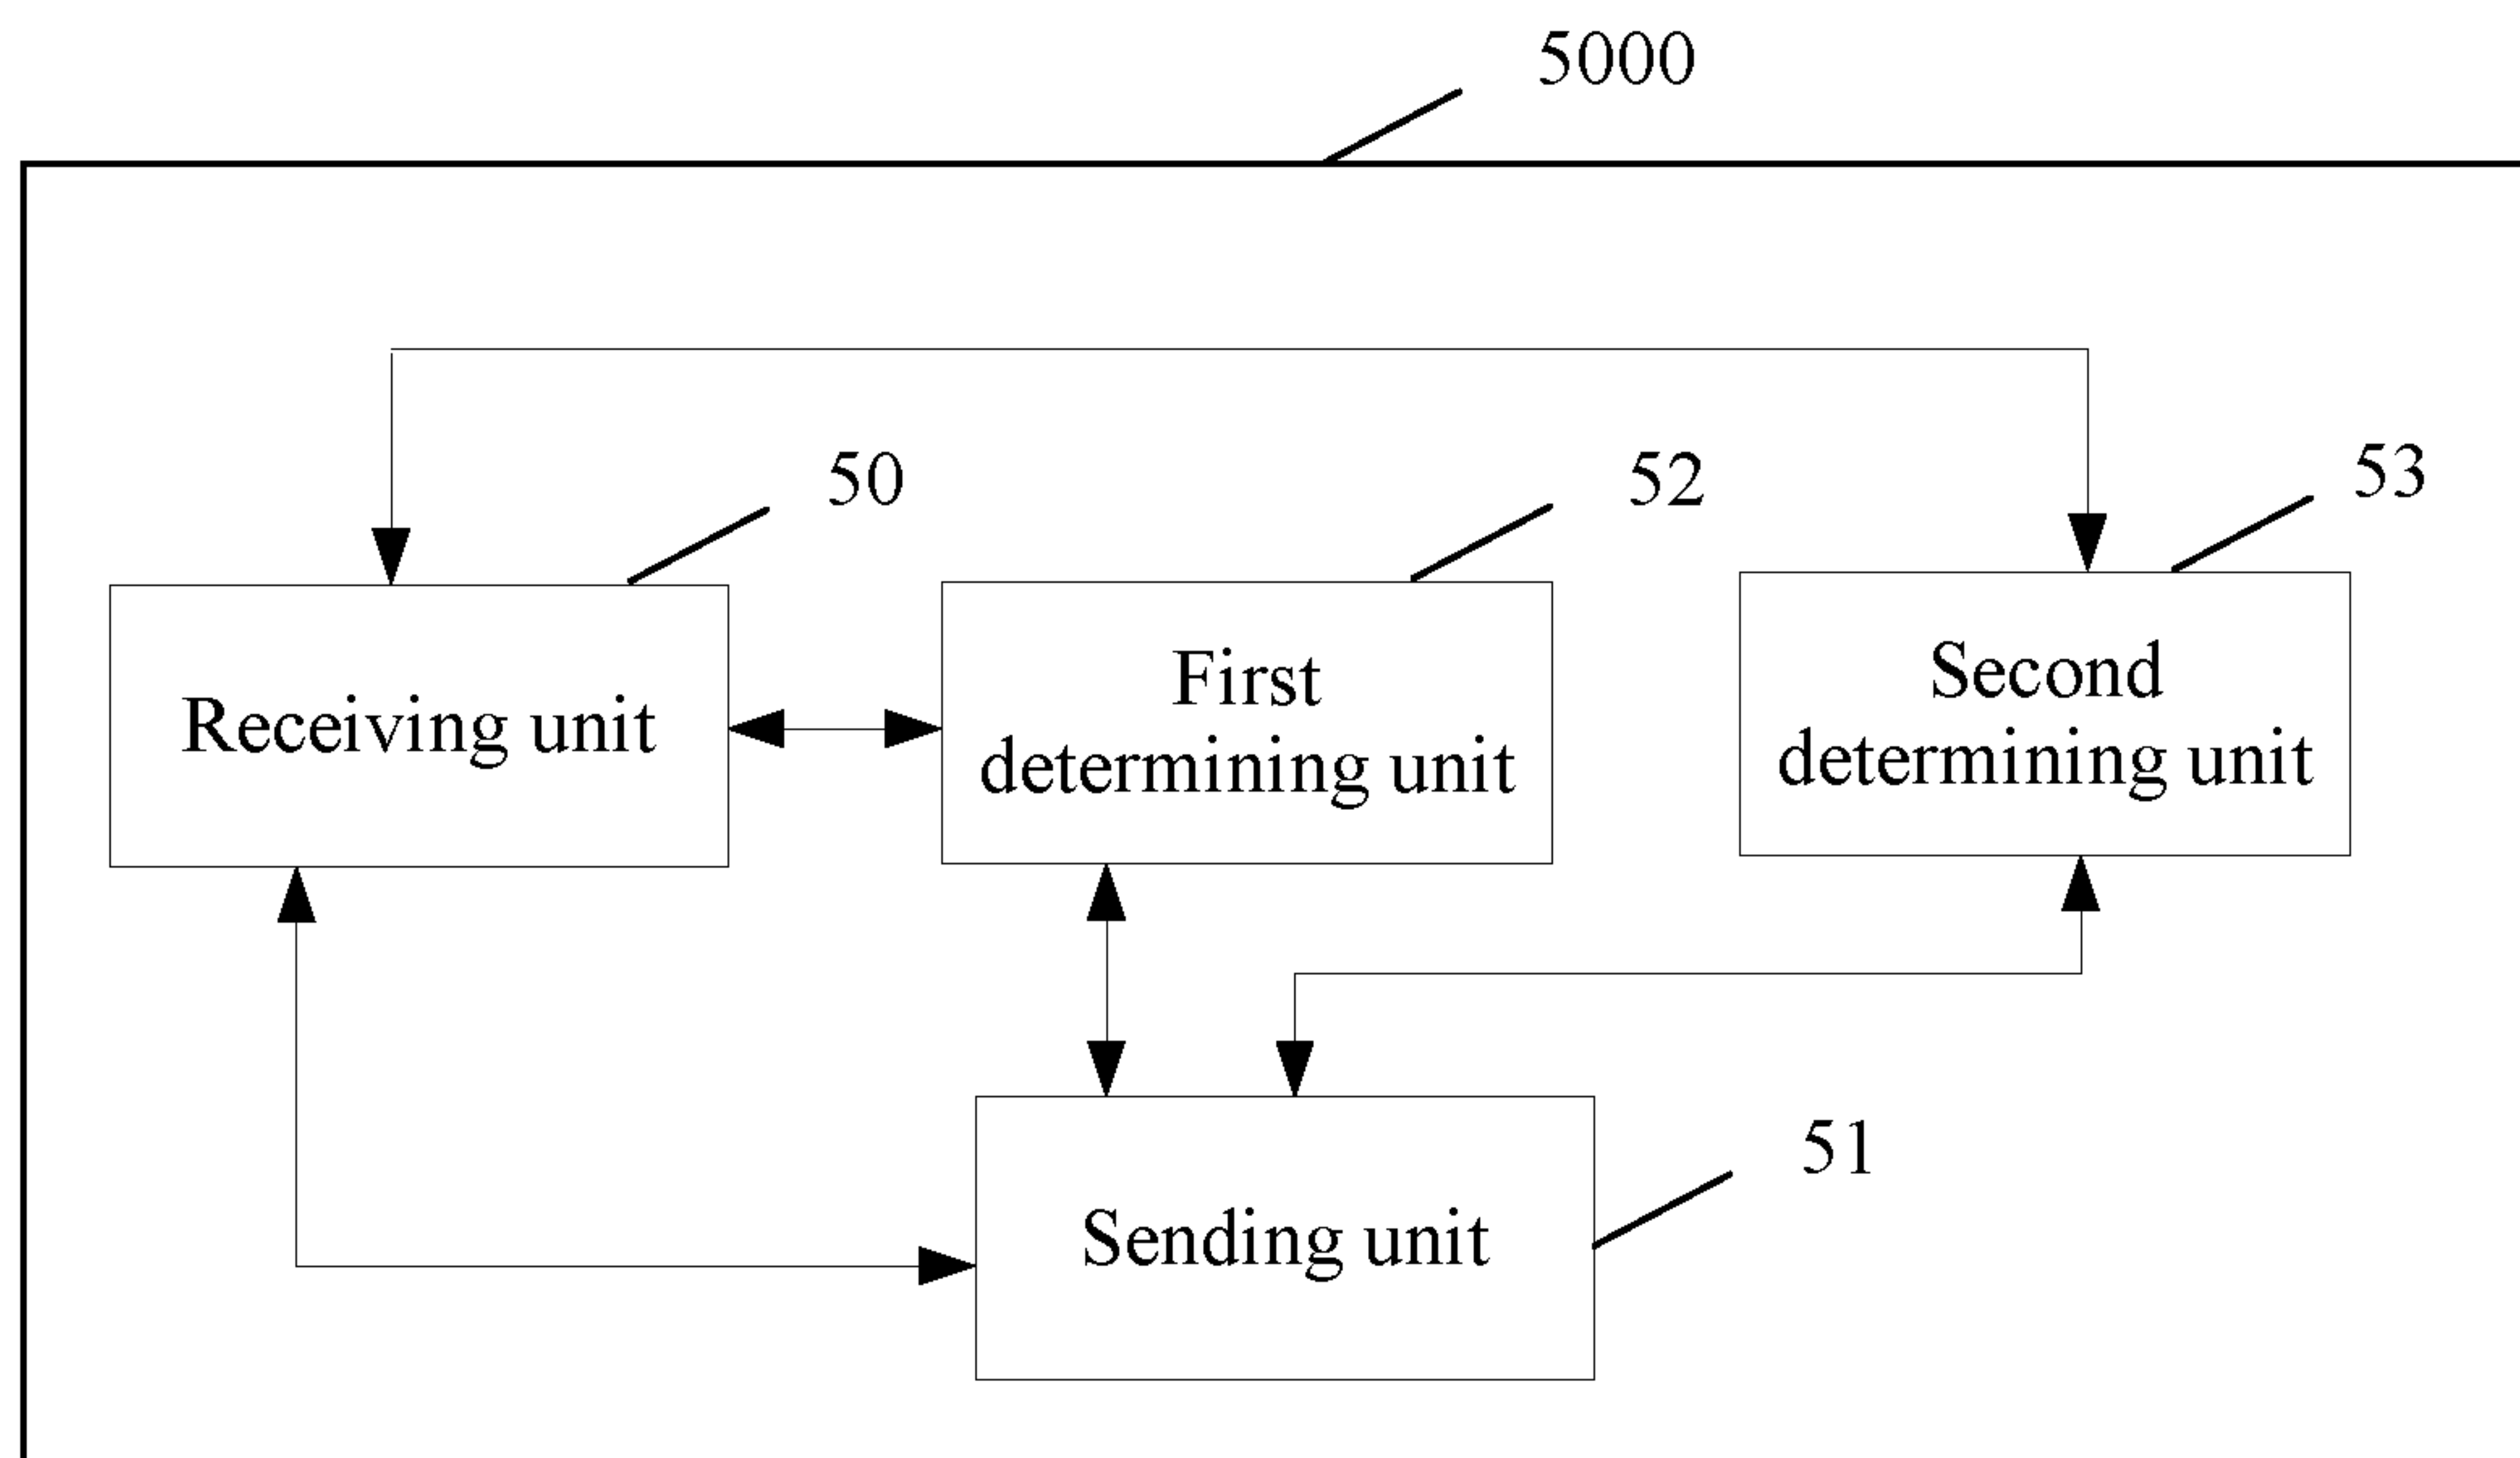 5000
50
52
53
Receiving unit
First
determining unit
Second
determining unit
51
Sending unit